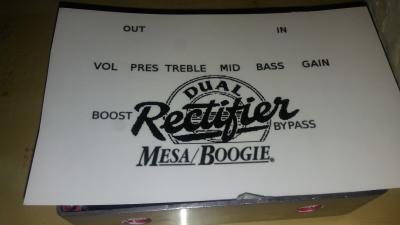 OUT IN
VOL PRES TREBLE MID BASS GAIN
DUAL
BOOST Rectifier BYPASS
MESA/BOOGIE®